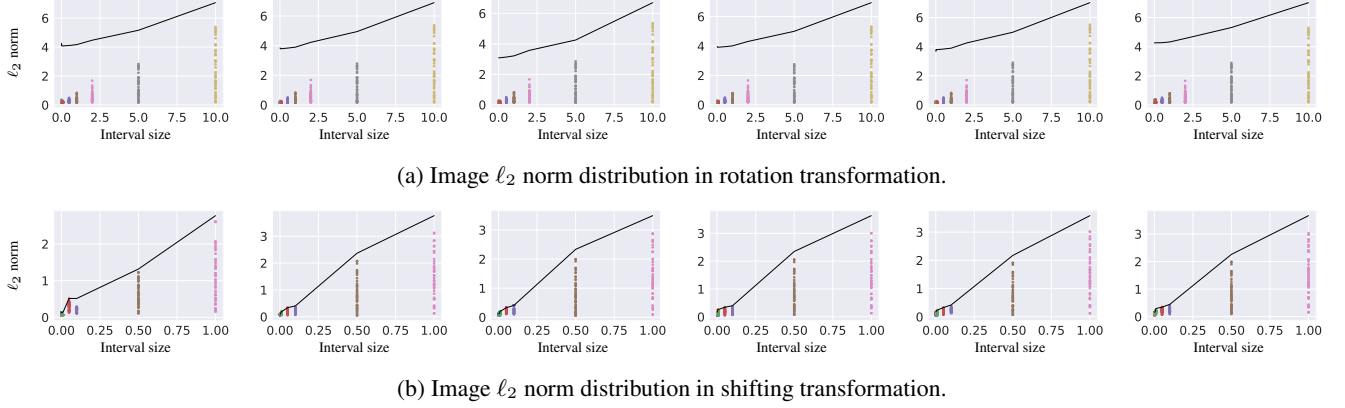 6 6 6 6 6 6
4 4 4 4 4 4
ℓ2 norm
2 2 2 2 2 2
0 0 0 0 0 0
0.0 2.5 5.0 7.5 10.0 0.0 2.5 5.0 7.5 10.0 0.0 2.5 5.0 7.5 10.0 0.0 2.5 5.0 7.5 10.0 0.0 2.5 5.0 7.5 10.0 0.0 2.5 5.0 7.5 10.0
Interval size Interval size Interval size Interval size Interval size Interval size
(a) Image ℓ2 norm distribution in rotation transformation.
3 3 3 3 3
2 2 2 2 2 2
ℓ2 norm
1 1 1 1 1 1
0 0 0 0 0 0
0.00 0.25 0.50 0.75 1.00 0.00 0.25 0.50 0.75 1.00 0.00 0.25 0.50 0.75 1.00 0.00 0.25 0.50 0.75 1.00 0.00 0.25 0.50 0.75 1.00 0.00 0.25 0.50 0.75 1.00
Interval size Interval size Interval size Interval size Interval size Interval size
(b) Image ℓ2 norm distribution in shifting transformation.